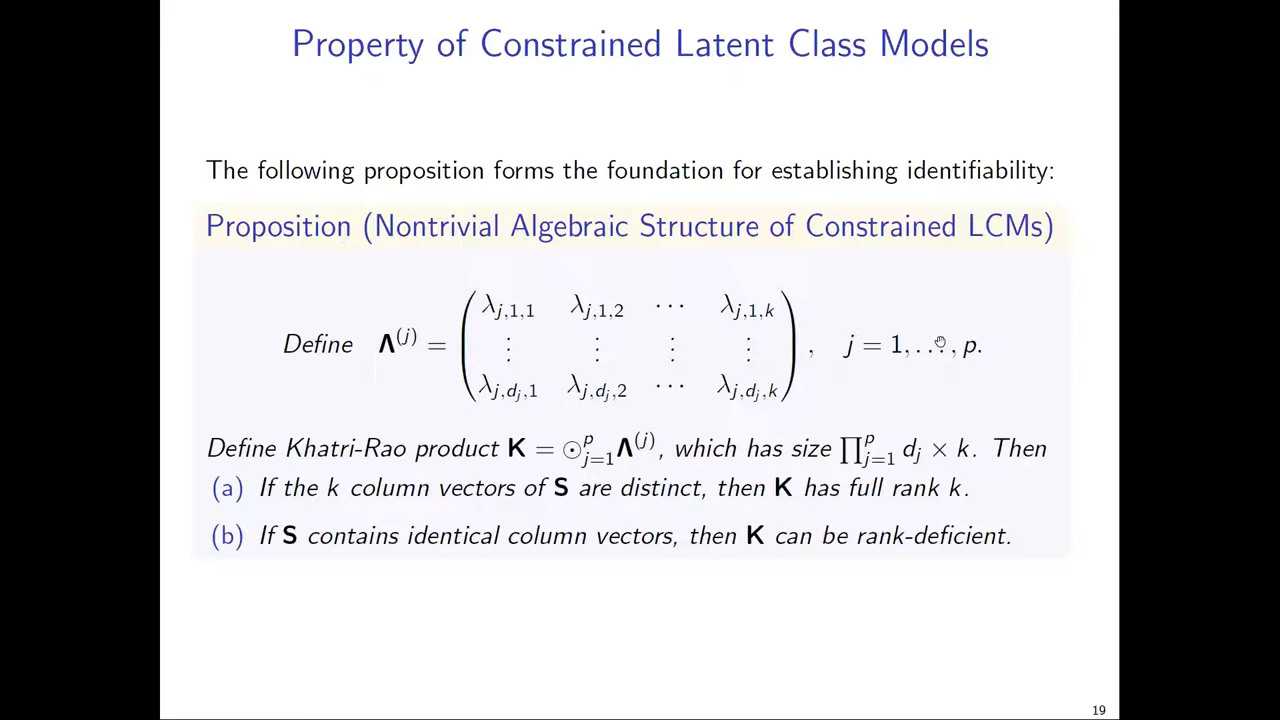 Property of Constrained Latent Class Models
The following proposition forms the foundation for establishing identifiability:
Proposition (Nontrivial Algebraic Structure of Constrained LCMs)
Define Λ^(j) = ( λ_{j,1,1} λ_{j,1,2} ⋯ λ_{j,1,k}
⋮ ⋮ ⋮ ⋮
λ_{j,d_j,1} λ_{j,d_j,2} ⋯ λ_{j,d_j,k} ), j = 1, . . . , p.
Define Khatri-Rao product K = ⊙_{j=1}^{p} Λ^(j), which has size ∏_{j=1}^{p} d_j × k. Then
(a) If the k column vectors of S are distinct, then K has full rank k.
(b) If S contains identical column vectors, then K can be rank-deficient.
19